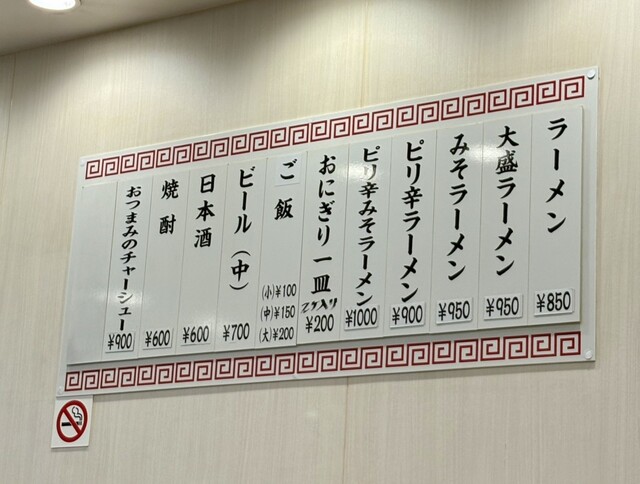 ラーメン
¥850
大盛ラーメン
¥950
みそラーメン
¥950
ピリ辛ラーメン
¥900
ピリ辛みそラーメン
¥1000
おにぎり一皿
2ヶ入り
¥200
ご飯
(小)¥100
(中)¥150
(大)¥200
ビール(中)
¥700
日本酒
¥600
焼酎
¥600
おつまみのチャーシュー
¥900